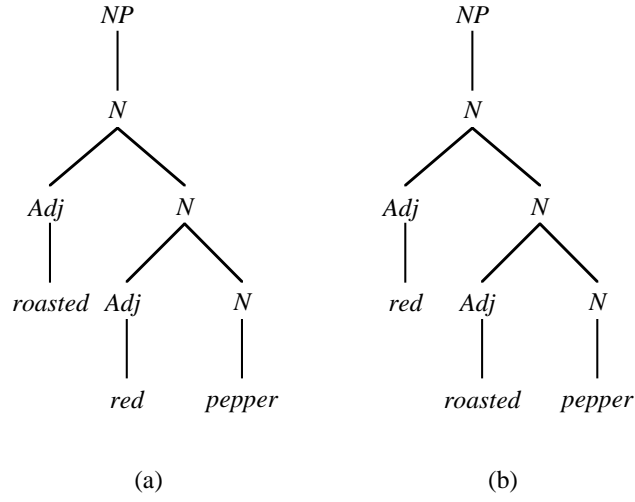 NP NP
N N
Adj N Adj N
roasted Adj N red Adj N
red pepper roasted pepper
(a) (b)